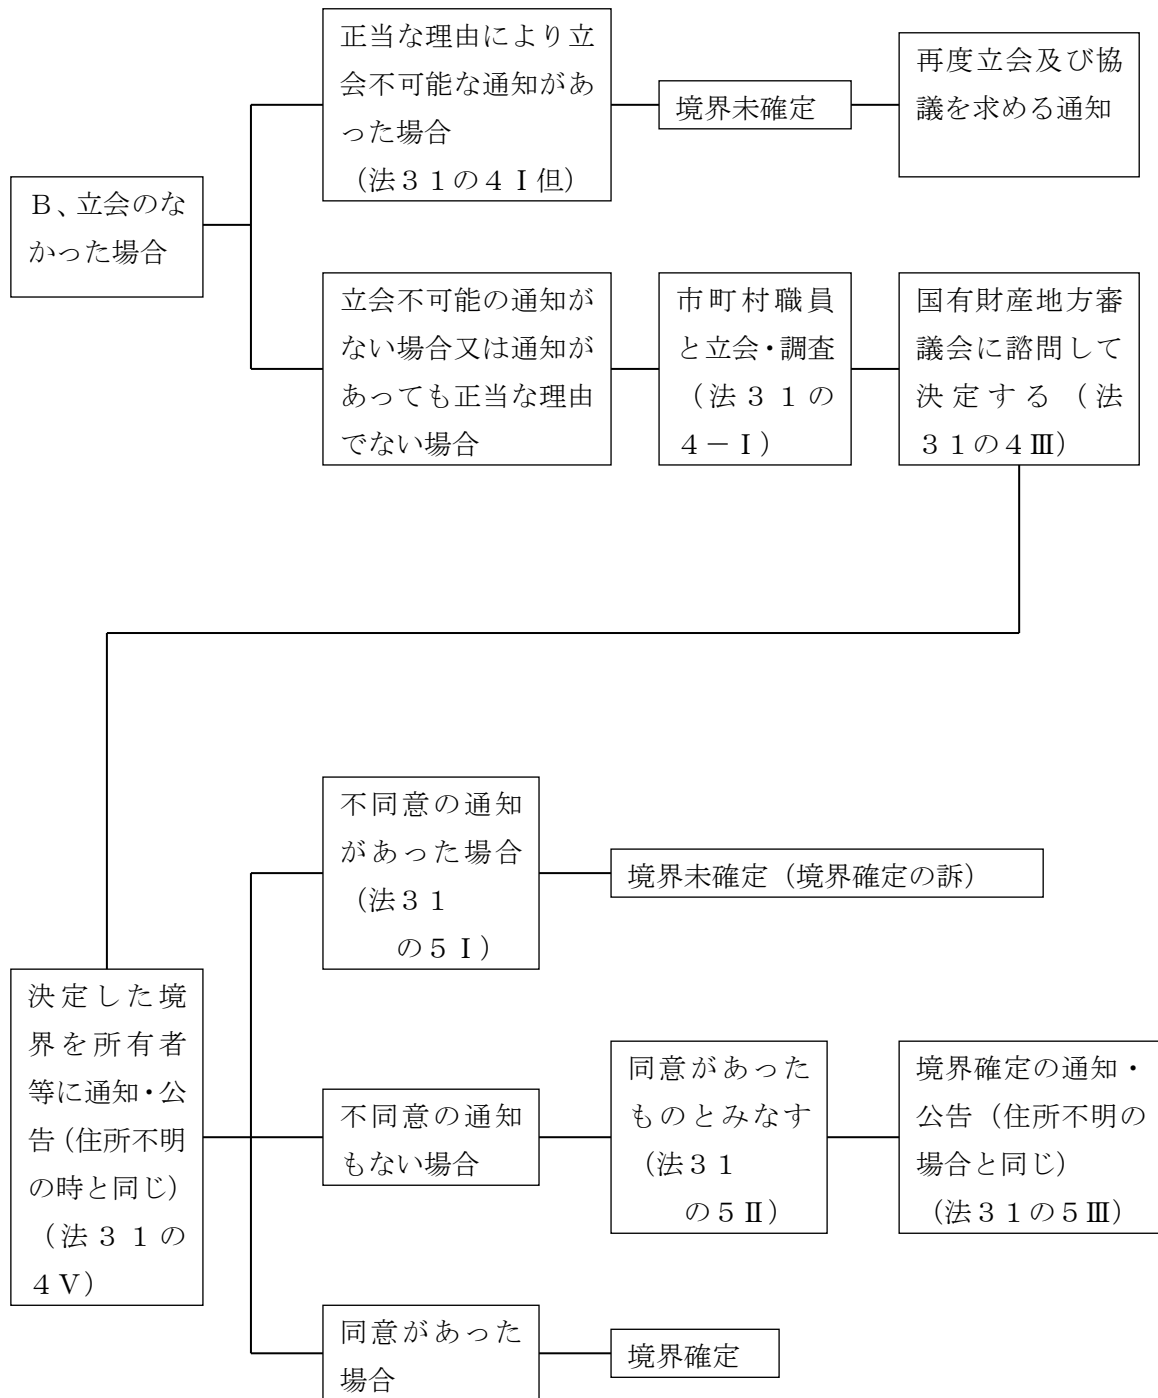 正当な理由により立
会不可能な通知があ
った場合
（法３１の４Ⅰ但）
境界未確定
再度立会及び協
議を求める通知
Ｂ、立会のな
かった場合
立会不可能の通知が
ない場合又は通知が
あっても正当な理由
でない場合
市町村職員
と立会・調査
（法３１の
４－Ⅰ）
国有財産地方審
議会に諮問して
決定する（法
３１の４Ⅲ）
不同意の通知
があった場合
（法３１
の５Ⅰ）
境界未確定（境界確定の訴）
決定した境
界を所有者
等に通知・公
告（住所不明
の時と同じ）
（法３１の
４Ⅴ）
不同意の通知
もない場合
同意があった
ものとみなす
（法３１
の５Ⅱ）
境界確定の通知・
公告（住所不明の
場合と同じ）
（法３１の５Ⅲ）
同意があった
場合
境界確定